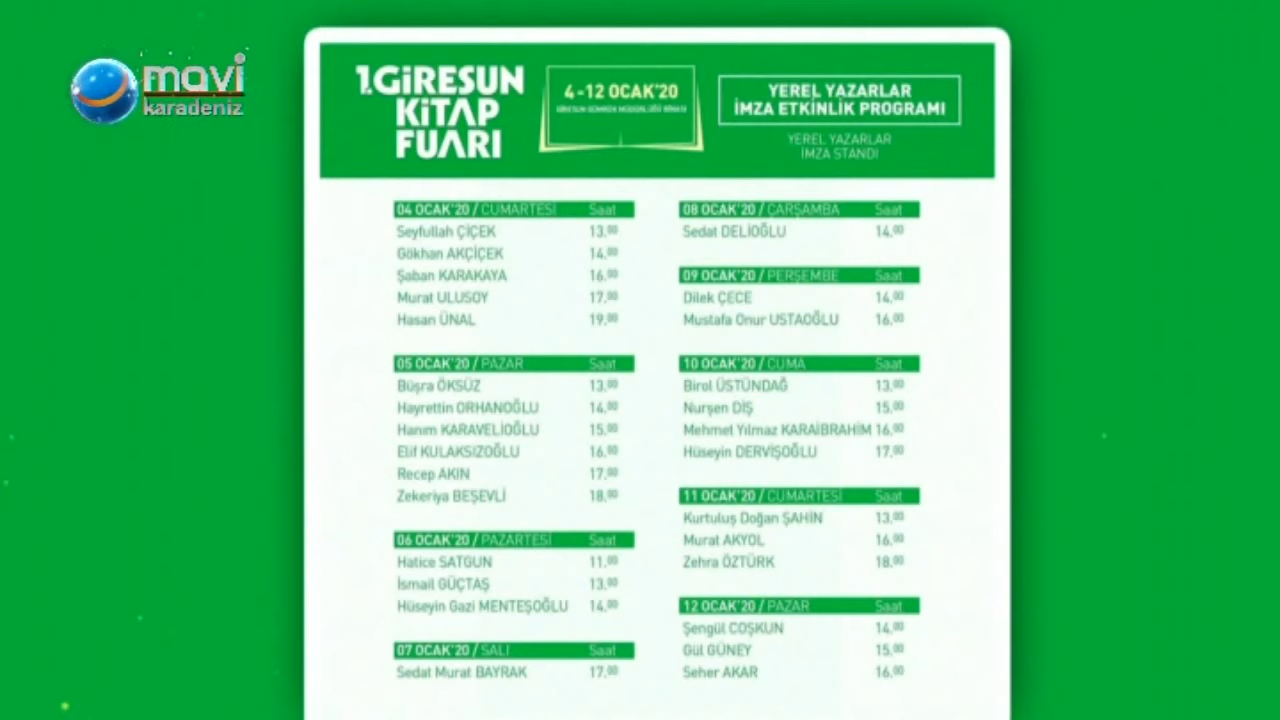 mavi
karadeniz
1.GİRESUN
KİTAP
FUARI
4-12 OCAK'20
YEREL YAZARLAR
İMZA ETKİNLİK PROGRAMI
YEREL YAZARLAR
İMZA STANDI
04 OCAK'20 / CUMARTESİ Saat
Seyfullah ÇİÇEK 13.00
Gökhan AKÇİÇEK 14.00
Şaban KARAKAYA 16.00
Murat ULUSOY 17.00
Hasan ÜNAL 19.00
05 OCAK'20 / PAZAR Saat
Büşra ÖKSÜZ 13.00
Hayrettin ORHANOĞLU 14.00
Hanım KARAVELİOĞLU 15.00
Elif KULAKSIZOĞLU 16.00
Recep AKIN 17.00
Zekeriya BEŞEVLİ 18.00
06 OCAK'20 / PAZARTESİ Saat
Hatice SATGUN 11.00
İsmail GÜÇTAŞ 13.00
Hüseyin Gazi MENTEŞOĞLU 14.00
07 OCAK'20 / SALI Saat
Sedat Murat BAYRAK 17.00
08 OCAK'20 / ÇARŞAMBA Saat
Sedat DELİOĞLU 14.00
09 OCAK'20 / PERŞEMBE Saat
Dilek ÇECE 14.00
Mustafa Onur USTAOĞLU 16.00
10 OCAK'20 / CUMA Saat
Birol ÜSTÜNDAĞ 13.00
Nurşen DİŞ 15.00
Mehmet Yılmaz KARAİBRAHİM 16.00
Hüseyin DERVİŞOĞLU 17.00
11 OCAK'20 / CUMARTESİ Saat
Kurtuluş Doğan ŞAHİN 13.00
Murat AKYOL 16.00
Zehra ÖZTÜRK 18.00
12 OCAK'20 / PAZAR Saat
Şengül COŞKUN 14.00
Gül GÜNEY 15.00
Seher AKAR 16.00